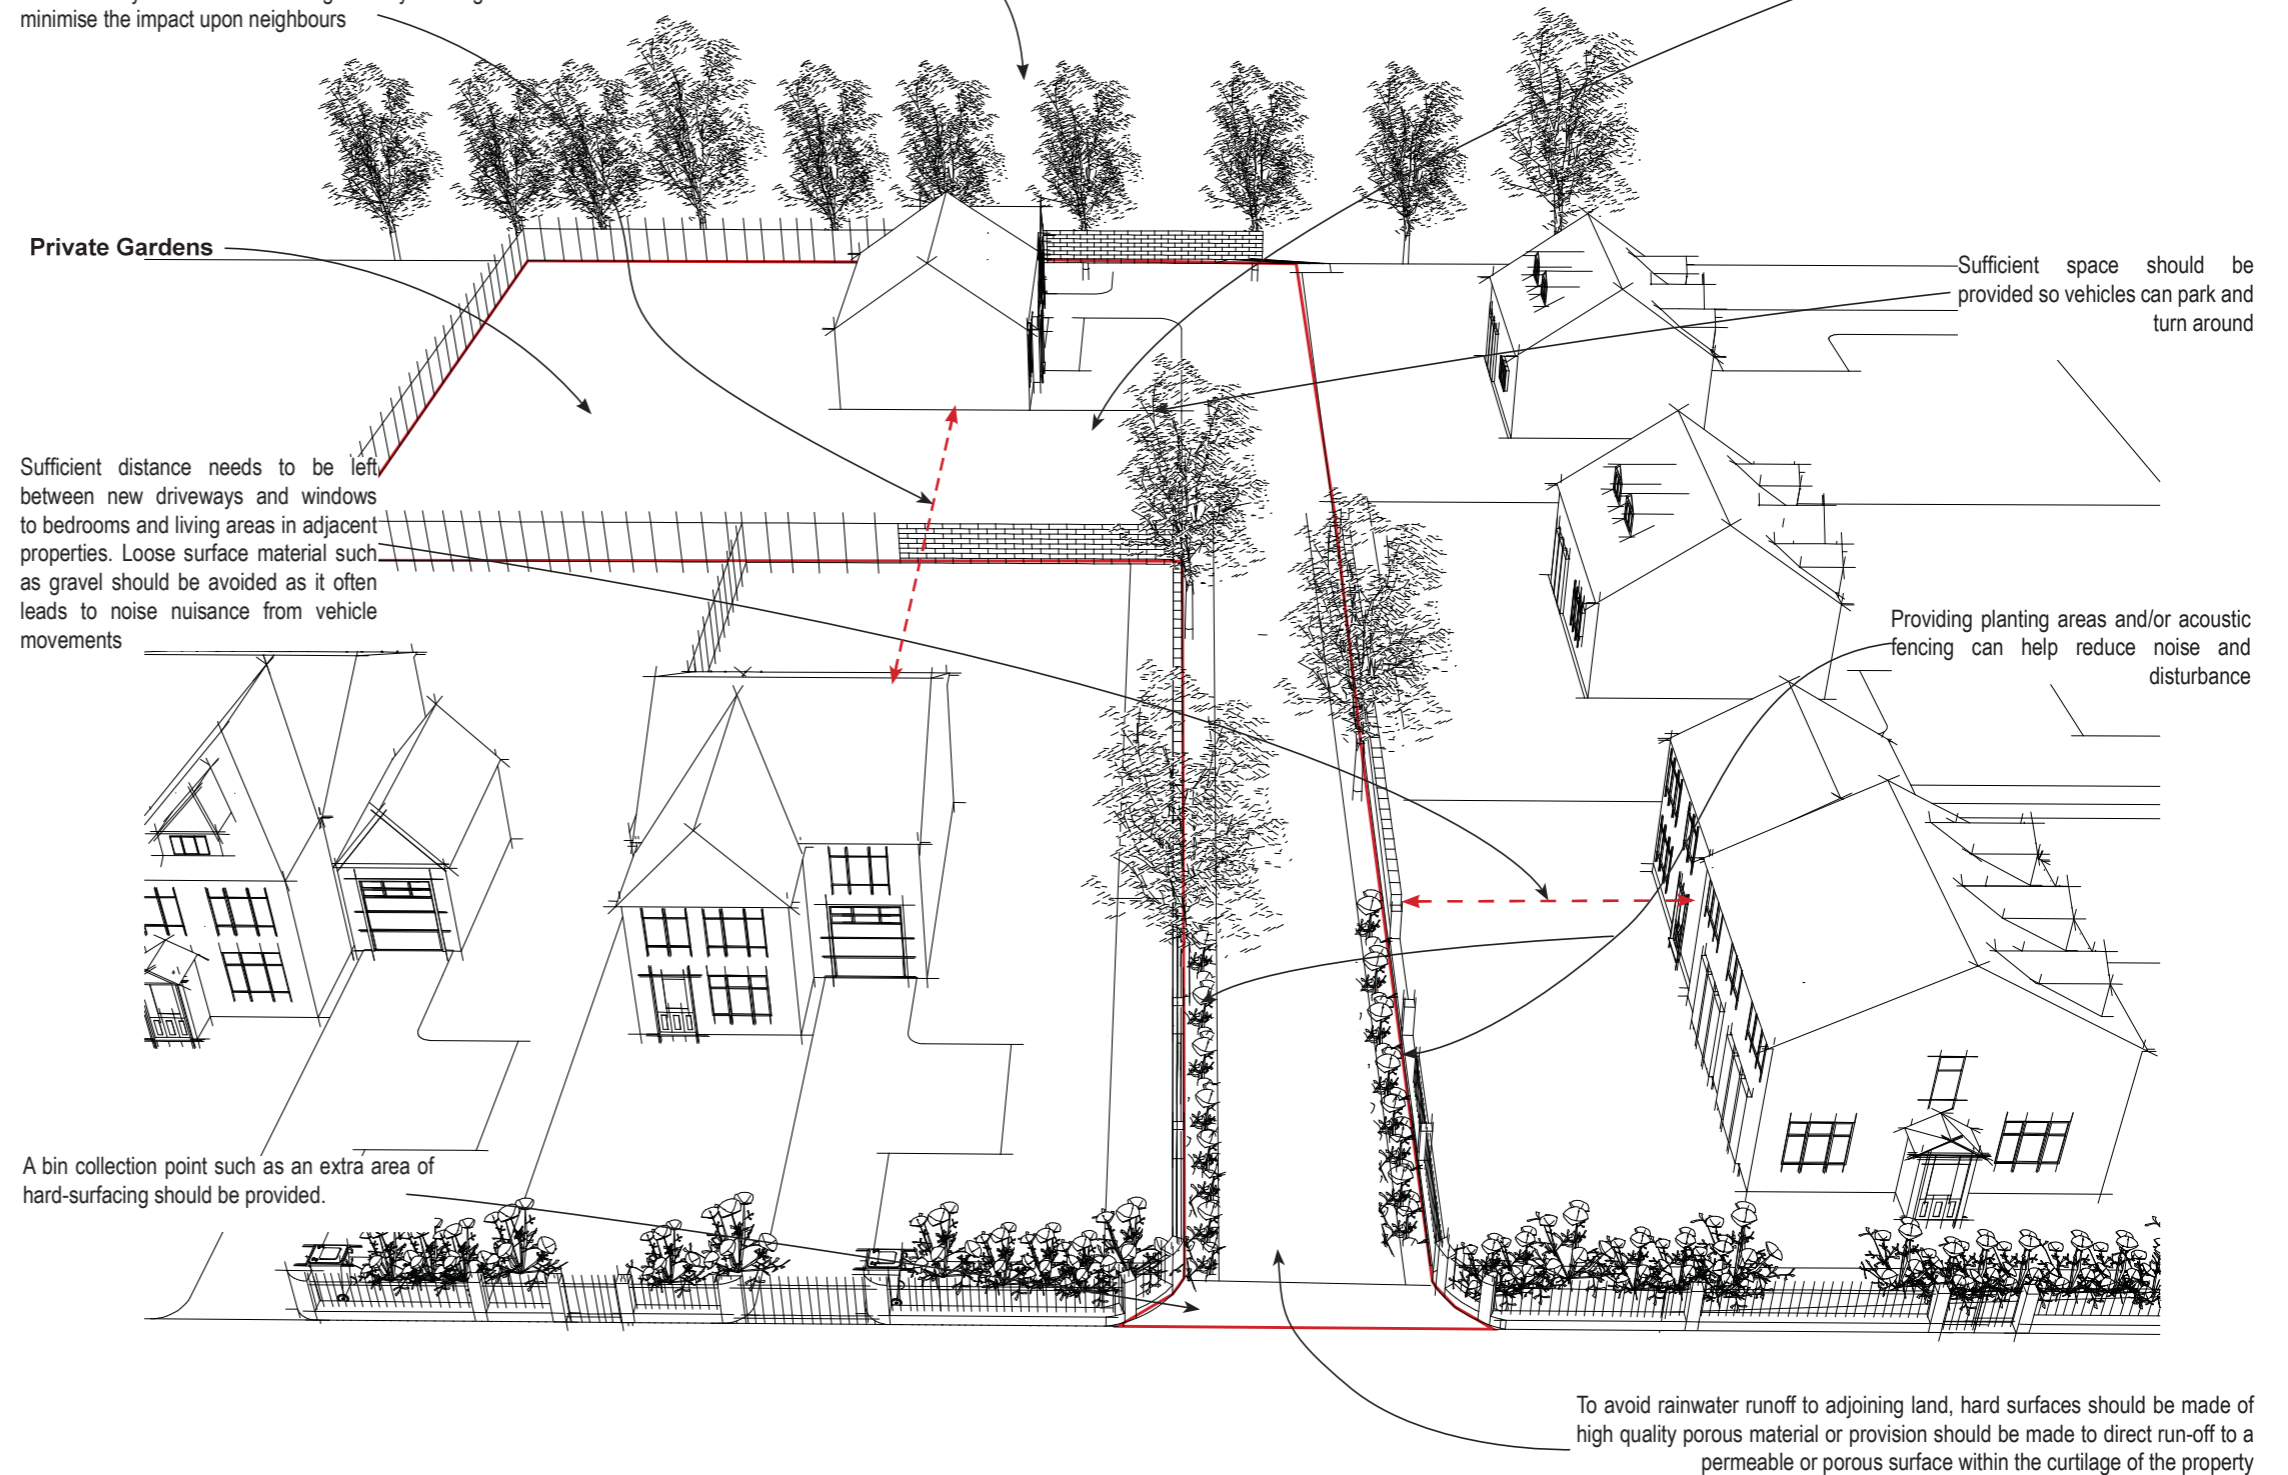 minimise the impact upon neighbours
Private Gardens
Sufficient space should be
provided so vehicles can park and
turn around
Sufficient distance needs to be left
between new driveways and windows
to bedrooms and living areas in adjacent
properties. Loose surface material such
as gravel should be avoided as it often
leads to noise nuisance from vehicle
movements
Providing planting areas and/or acoustic
fencing can help reduce noise and
disturbance
A bin collection point such as an extra area of
hard-surfacing should be provided.
To avoid rainwater runoff to adjoining land, hard surfaces should be made of
high quality porous material or provision should be made to direct run-off to a
permeable or porous surface within the curtilage of the property